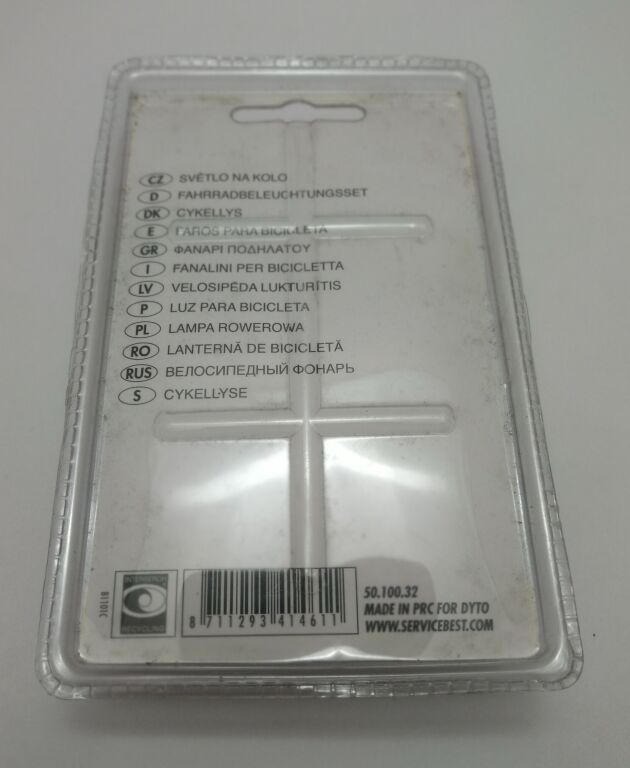 CZ SVĚTLO NA KOLO
D FAHRRADBELEUCHTUNGSSET
DK CYKELLYS
E FAROS PARA BICICLETA
GR ΦΑΝΑΡΙ ΠΟΔΗΛΑΤΟΥ
I FANALINI PER BICICLETTA
LV VELOSIPĒDA LUKTURĪTIS
P LUZ PARA BICICLETA
PL LAMPA ROWEROWA
RO LANTERNĂ DE BICICLETĂ
RUS ВЕЛОСИПЕДНЫЙ ФОНАРЬ
S CYKELLYSE
INTERSEROH
RECYCLING
8 711293 414611
50.100.32
MADE IN PRC FOR DYTO
WWW.SERVICEBEST.COM